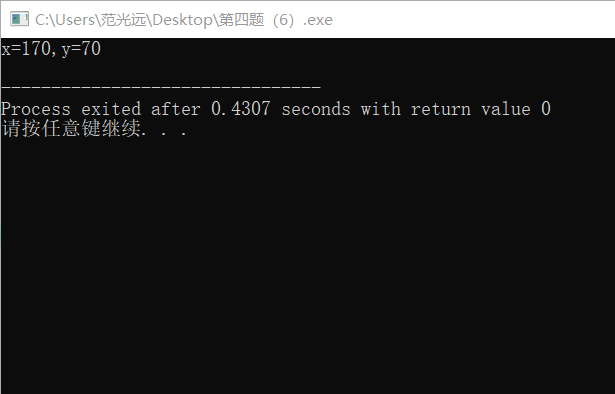 C:\Users\范光远\Desktop\第四题（6）.exe
x=170,y=70
--------------------------------
Process exited after 0.4307 seconds with return value 0
请按任意键继续. . .